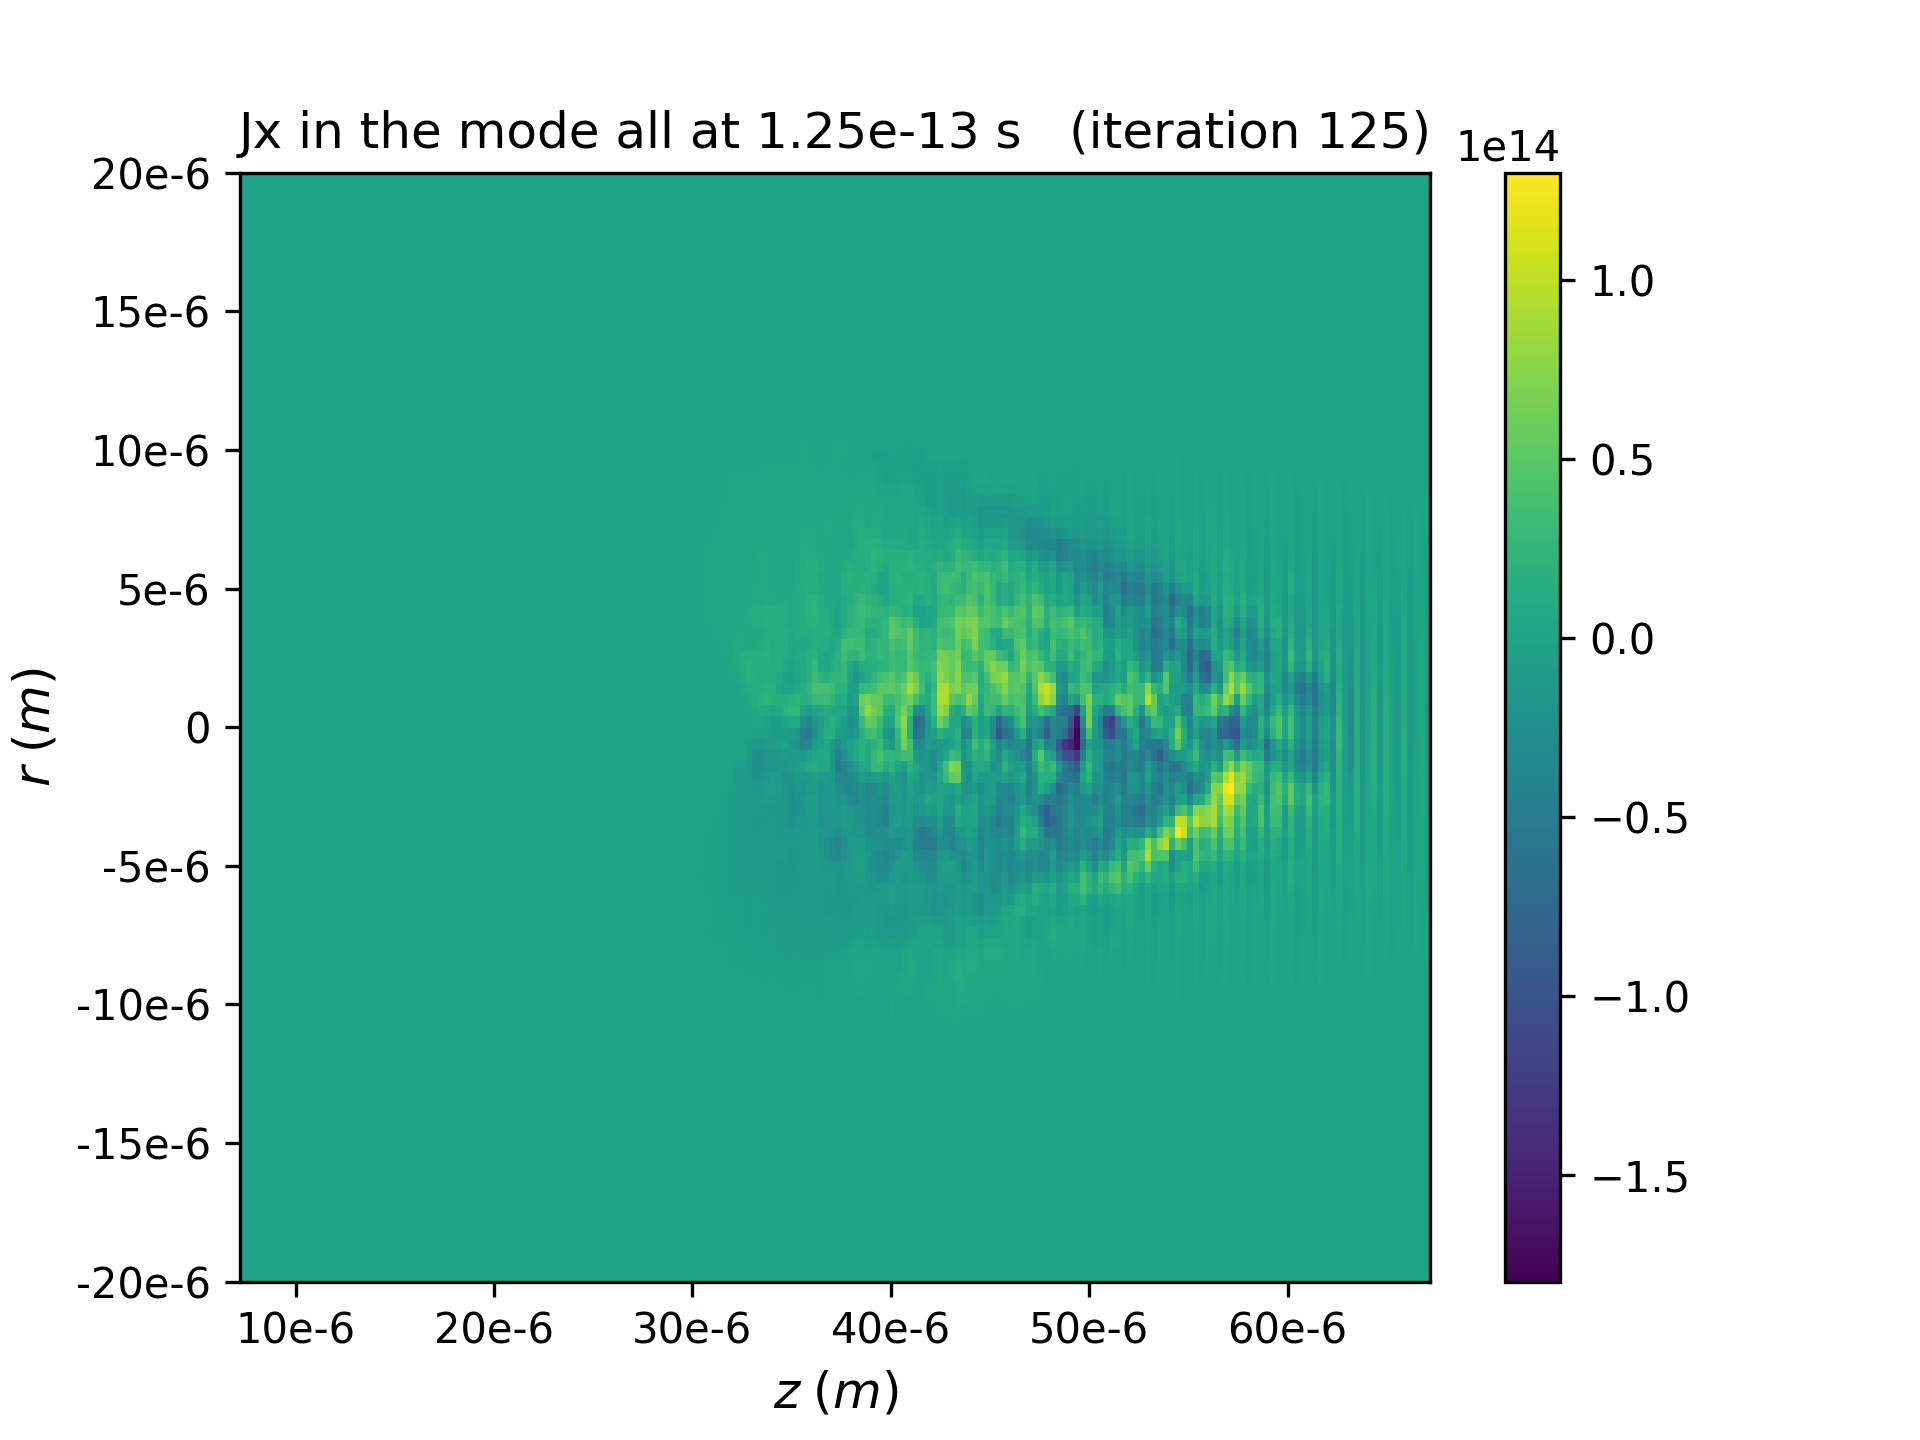 Jx in the mode all at 1.25e-13 s (iteration 125)
1e14
20e-6
15e-6
10e-6
5e-6
0
-5e-6
-10e-6
-15e-6
-20e-6
r (m)
10e-6 20e-6 30e-6 40e-6 50e-6 60e-6
z (m)
1.0
0.5
0.0
−0.5
−1.0
−1.5